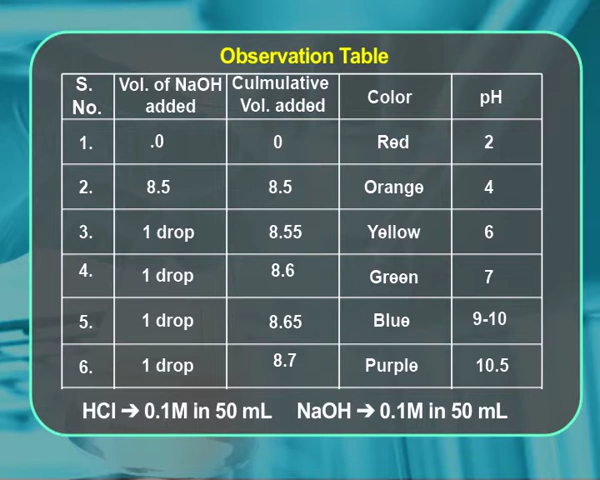 Observation Table
S. No. Vol. of NaOH added Culmulative Vol. added Color pH
1. .0 0 Red 2
2. 8.5 8.5 Orange 4
3. 1 drop 8.55 Yellow 6
4. 1 drop 8.6 Green 7
5. 1 drop 8.65 Blue 9-10
6. 1 drop 8.7 Purple 10.5
HCl ➔ 0.1M in 50 mL NaOH ➔ 0.1M in 50 mL